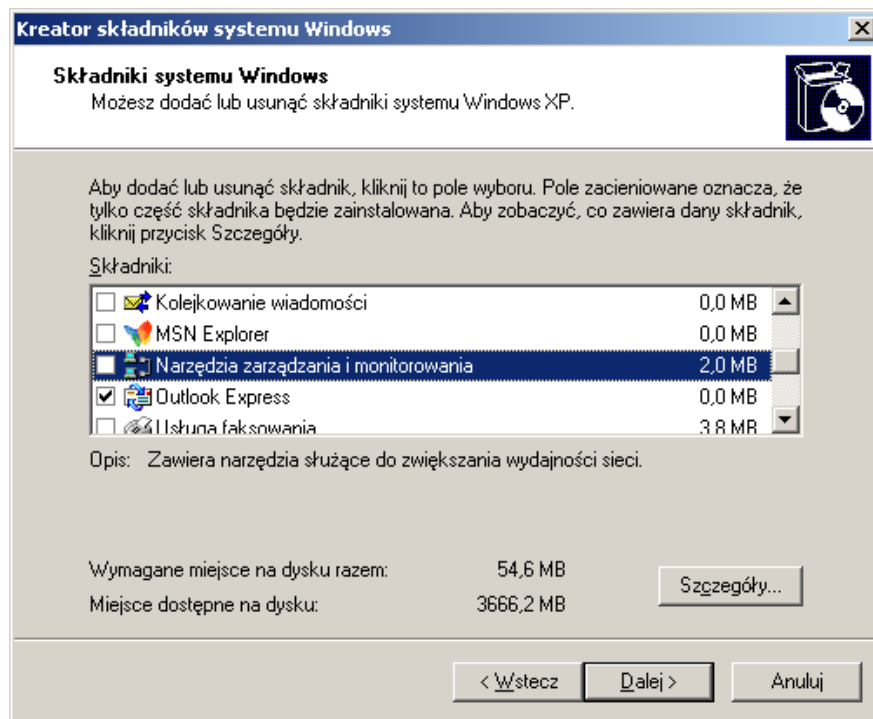 Kreator składników systemu Windows
Składniki systemu Windows
Możesz dodać lub usunąć składniki systemu Windows XP.
Aby dodać lub usunąć składnik, kliknij to pole wyboru. Pole zacieniowane oznacza, że
tylko część składnika będzie zainstalowana. Aby zobaczyć, co zawiera dany składnik,
kliknij przycisk Szczegóły.
Składniki:
Kolejkowanie wiadomości 0,0 MB
MSN Explorer 0,0 MB
Narzędzia zarządzania i monitorowania 2,0 MB
Outlook Express 0,0 MB
Usługa faksowania 3,8 MB
Opis: Zawiera narzędzia służące do zwiększania wydajności sieci.
Wymagane miejsce na dysku razem: 54,6 MB
Miejsce dostępne na dysku: 3666,2 MB
Szczegóły...
< Wstecz Dalej > Anuluj